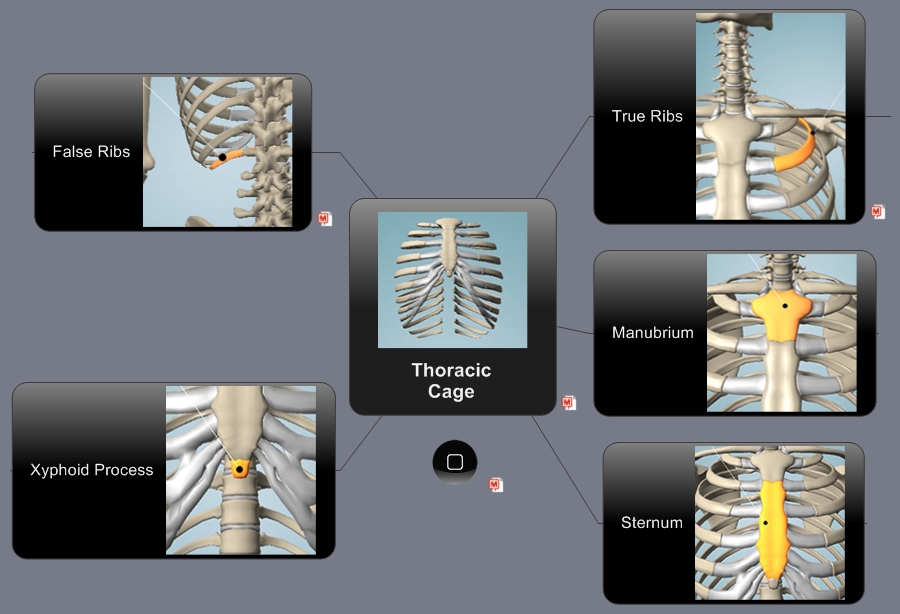 False Ribs
True Ribs
Thoracic
Cage
Manubrium
Xyphoid Process
Sternum